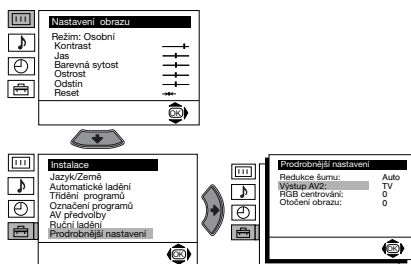 Nastavení obrazu
Režim: Osobní
Kontrast
Jas
Barevná sytost
Ostrost
Odstín
Reset
OK
Instalace
Jazyk/Země
Automatické ladění
Třídění programů
Označení programů
AV předvolby
Ruční ladění
Prodrobnější nastavení
OK
Prodrobnější nastavení
Redukce šumu: Auto
Výstup AV2: TV
RGB centrování: 0
Otočení obrazu: 0
OK